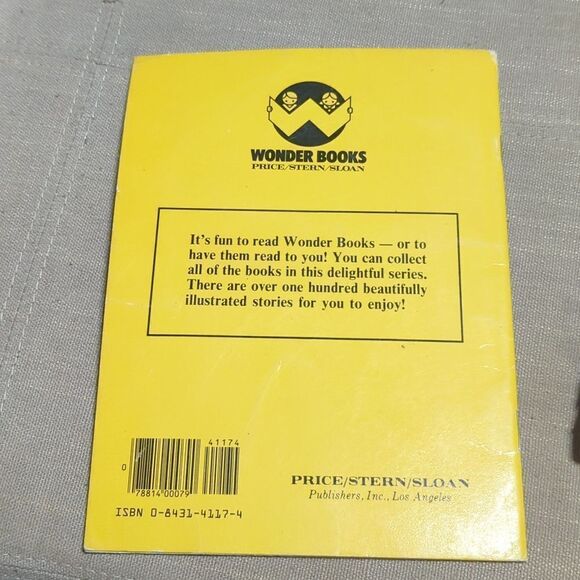 WONDER BOOKS
PRICE/STERN/SLOAN
It's fun to read Wonder Books — or to
have them read to you! You can collect
all of the books in this delightful series.
There are over one hundred beautifully
illustrated stories for you to enjoy!
41174
0
78814 00079
ISBN 0-8431-4117-4
PRICE/STERN/SLOAN
Publishers, Inc., Los Angeles